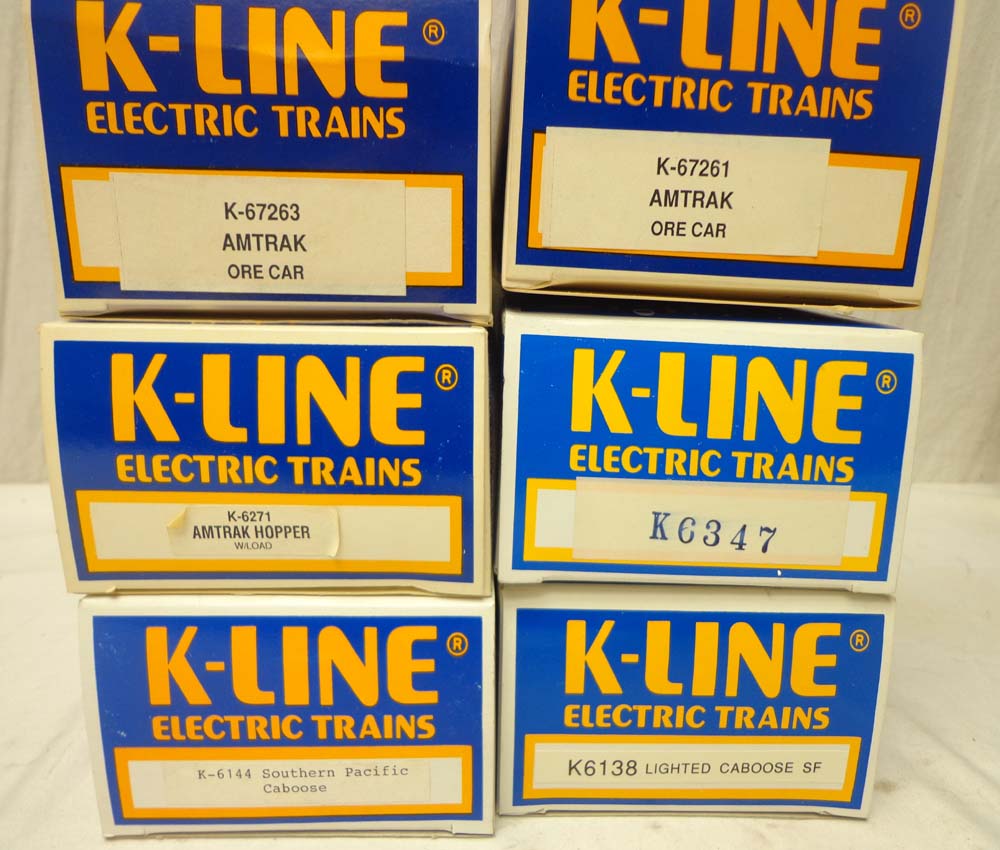 K-LINE®
ELECTRIC TRAINS
K-67263
AMTRAK
ORE CAR
K-LINE®
ELECTRIC TRAINS
K-67261
AMTRAK
ORE CAR
K-LINE®
ELECTRIC TRAINS
K-6271
AMTRAK HOPPER
W/LOAD
K-LINE®
ELECTRIC TRAINS
K6347
K-LINE®
ELECTRIC TRAINS
K-6144 Southern Pacific
Caboose
K-LINE®
ELECTRIC TRAINS
K6138 LIGHTED CABOOSE SF